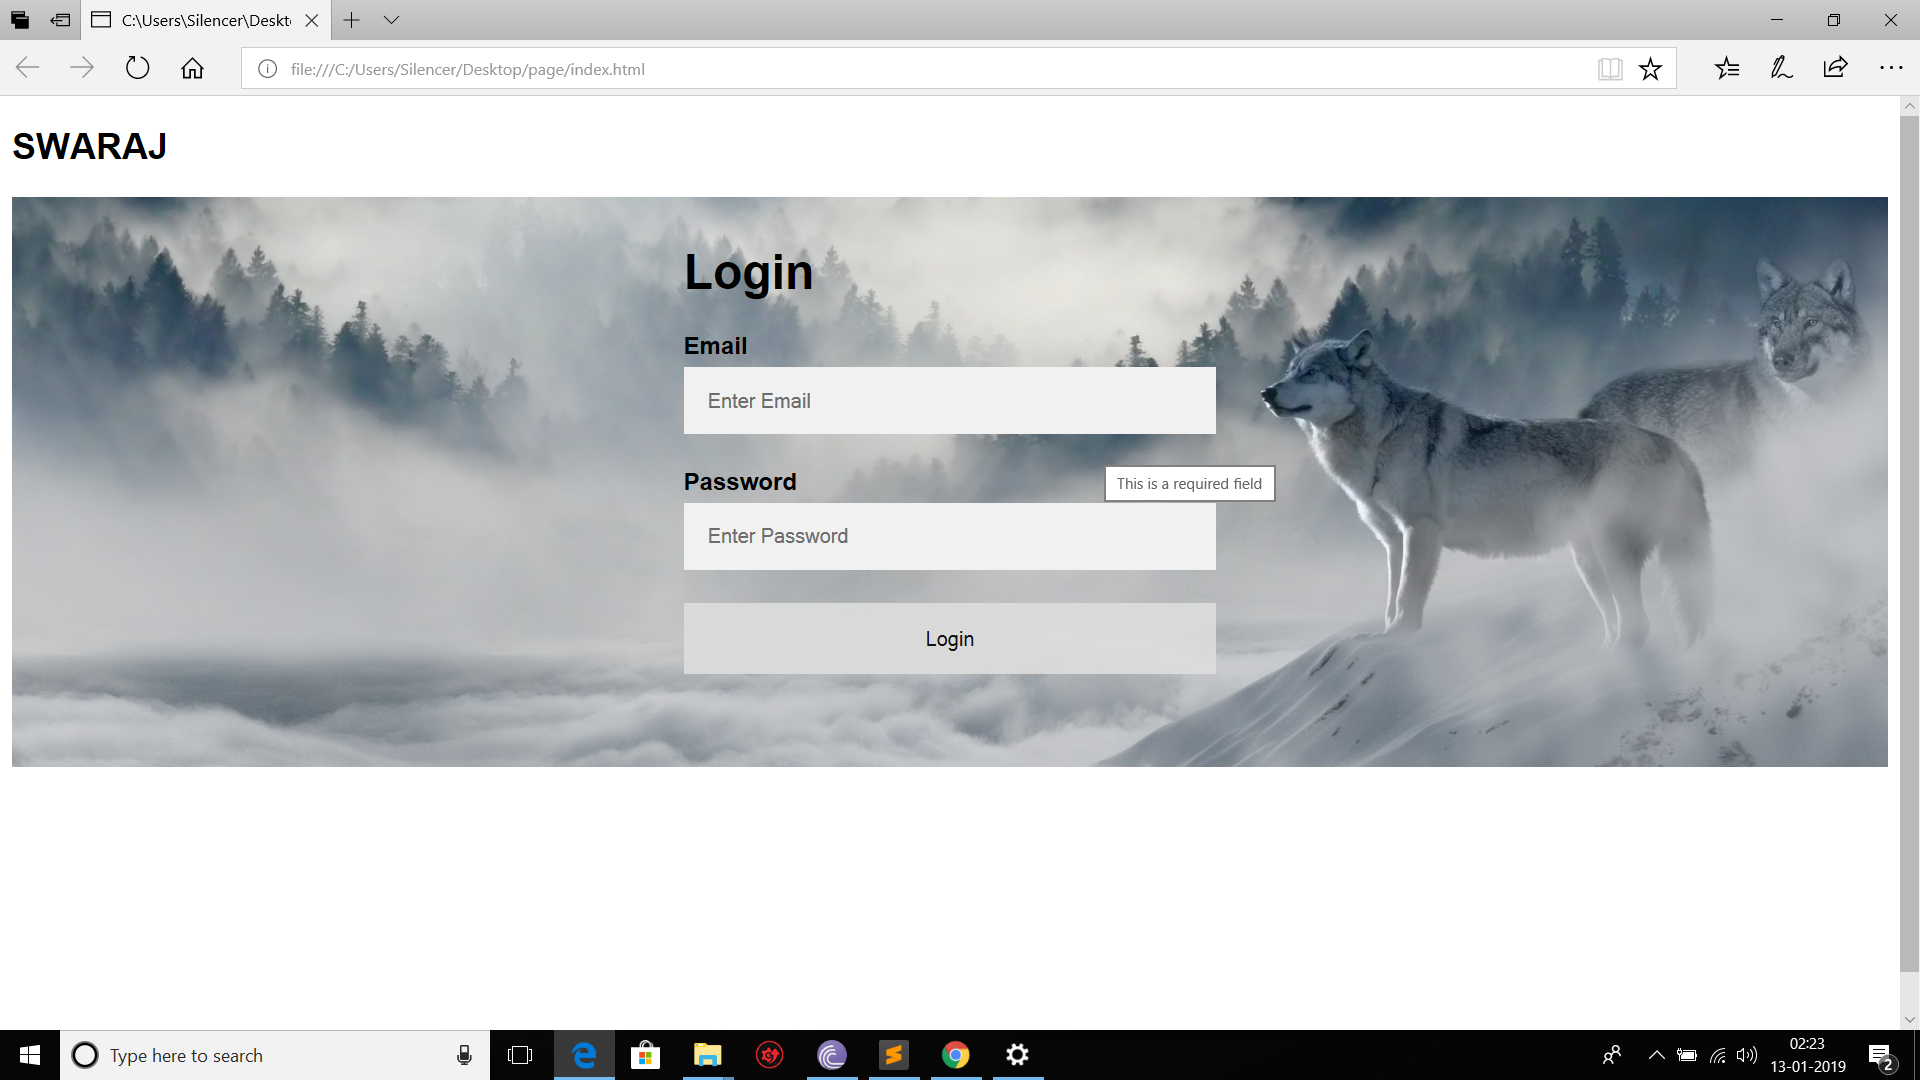 C:\Users\Silencer\Deskt
file:///C:/Users/Silencer/Desktop/page/index.html
SWARAJ
Login
Email
Enter Email
Password
This is a required field
Enter Password
Login
Type here to search
02:23
13-01-2019
2